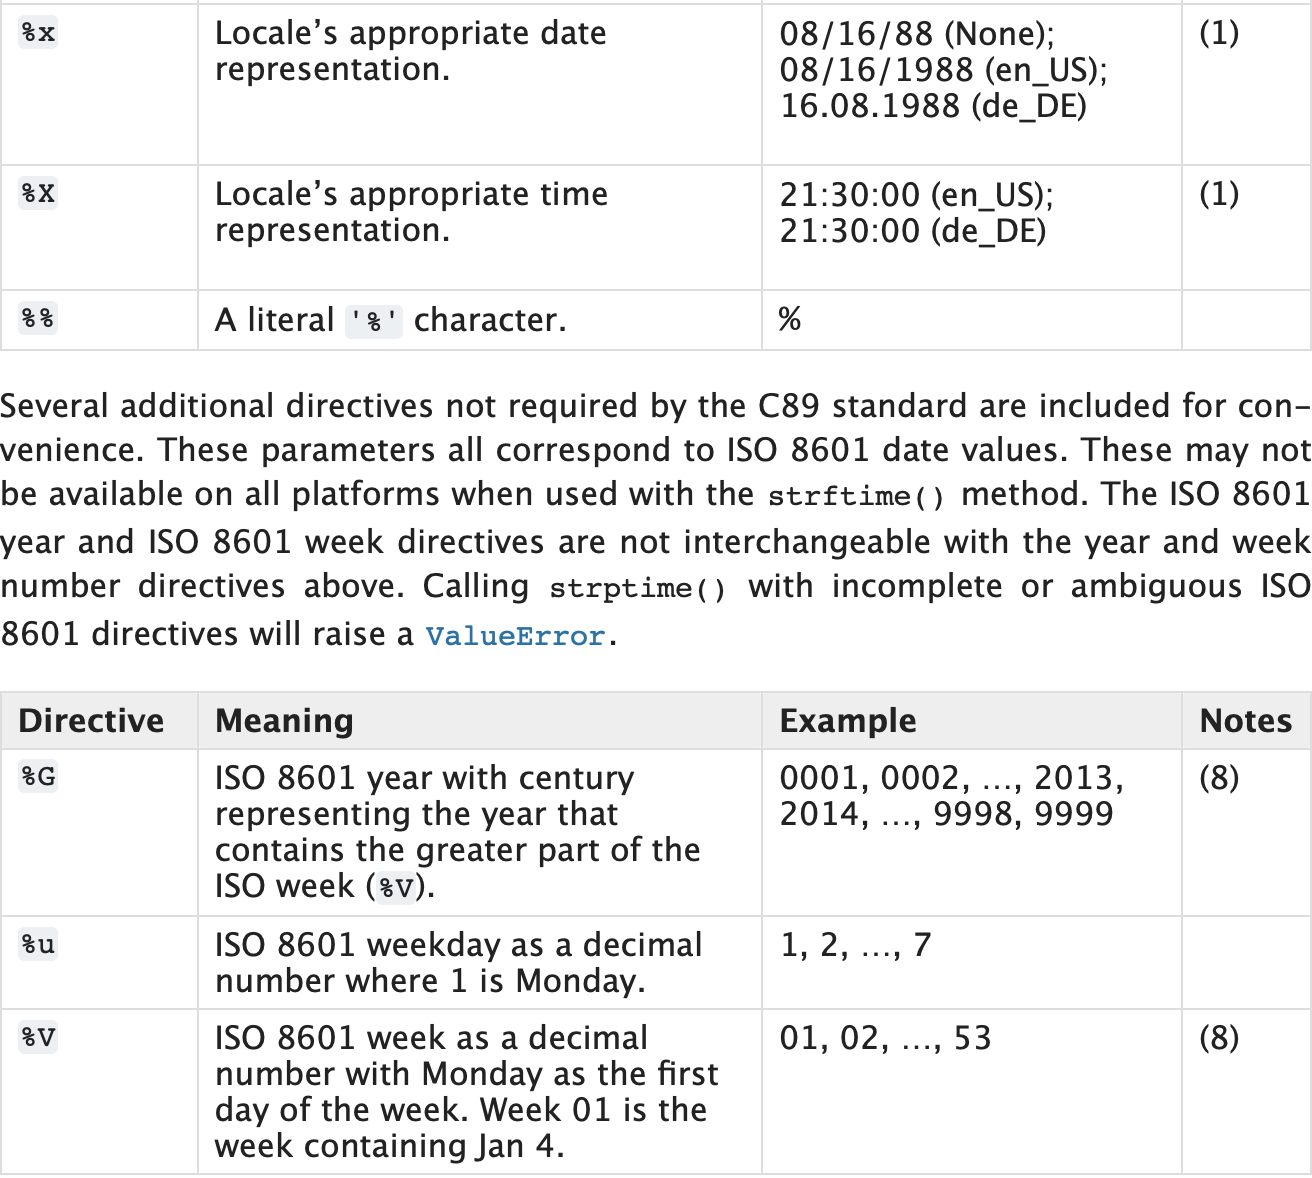 %x Locale’s appropriate date 08/16/88 (None); (1)
representation. 08/16/1988 (en_US);
16.08.1988 (de_DE)
%X Locale’s appropriate time 21:30:00 (en_US); (1)
representation. 21:30:00 (de_DE)
%% A literal '%' character. %
Several additional directives not required by the C89 standard are included for con-
venience. These parameters all correspond to ISO 8601 date values. These may not
be available on all platforms when used with the strftime() method. The ISO 8601
year and ISO 8601 week directives are not interchangeable with the year and week
number directives above. Calling strptime() with incomplete or ambiguous ISO
8601 directives will raise a ValueError.
Directive Meaning Example Notes
%G ISO 8601 year with century 0001, 0002, …, 2013, (8)
representing the year that 2014, …, 9998, 9999
contains the greater part of the
ISO week (%V).
%u ISO 8601 weekday as a decimal 1, 2, …, 7
number where 1 is Monday.
%V ISO 8601 week as a decimal 01, 02, …, 53 (8)
number with Monday as the first
day of the week. Week 01 is the
week containing Jan 4.